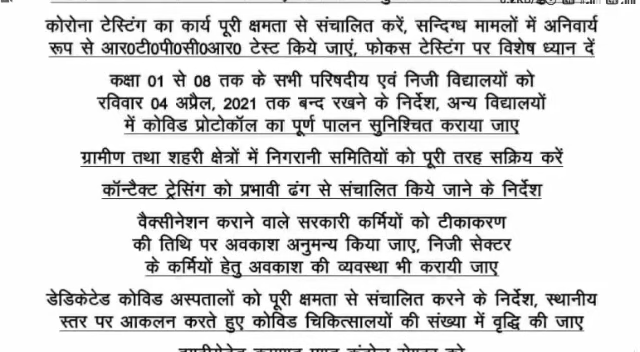 कोरोना टेस्टिंग का कार्य पूरी क्षमता से संचालित करें, सन्दिग्ध मामलों में अनिवार्य
रूप से आर0टी0पी0सी0आर0 टेस्ट किये जाएं, फोकस टेस्टिंग पर विशेष ध्यान दें
कक्षा 01 से 08 तक के सभी परिषदीय एवं निजी विद्यालयों को
रविवार 04 अप्रैल, 2021 तक बन्द रखने के निर्देश, अन्य विद्यालयों
में कोविड प्रोटोकॉल का पूर्ण पालन सुनिश्चित कराया जाए
ग्रामीण तथा शहरी क्षेत्रों में निगरानी समितियों को पूरी तरह सक्रिय करें
कॉन्टैक्ट ट्रेसिंग को प्रभावी ढंग से संचालित किये जाने के निर्देश
वैक्सीनेशन कराने वाले सरकारी कर्मियों को टीकाकरण
की तिथि पर अवकाश अनुमन्य किया जाए, निजी सेक्टर
के कर्मियों हेतु अवकाश की व्यवस्था भी करायी जाए
डेडिकेटेड कोविड अस्पतालों को पूरी क्षमता से संचालित करने के निर्देश, स्थानीय
स्तर पर आकलन करते हुए कोविड चिकित्सालयों की संख्या में वृद्धि की जाए